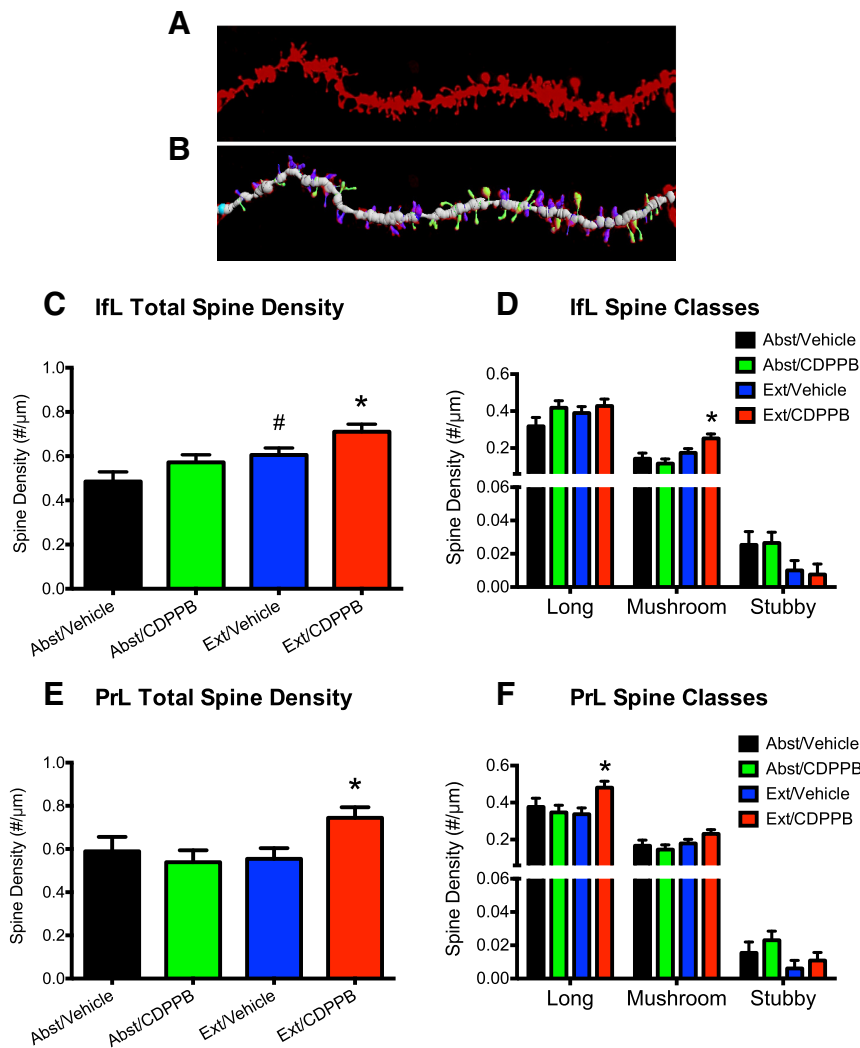 A
B
C IfL Total Spine Density
Spine Density (#/µm)
1.0
0.8
0.6
0.4
0.2
0.0
#
*
Abst/Vehicle
Abst/CDPPB
Ext/Vehicle
Ext/CDPPB
D IfL Spine Classes
Abst/Vehicle
Abst/CDPPB
Ext/Vehicle
Ext/CDPPB
Spine Density (#/µm)
0.6
0.4
0.2
0.06
0.04
0.02
0.00
*
Long Mushroom Stubby
E PrL Total Spine Density
Spine Density (#/µm)
1.0
0.8
0.6
0.4
0.2
0.0
*
Abst/Vehicle
Abst/CDPPB
Ext/Vehicle
Ext/CDPPB
F PrL Spine Classes
Abst/Vehicle
Abst/CDPPB
Ext/Vehicle
Ext/CDPPB
Spine Density (#/µm)
0.6
0.4
0.2
0.06
0.04
0.02
0.00
*
Long Mushroom Stubby